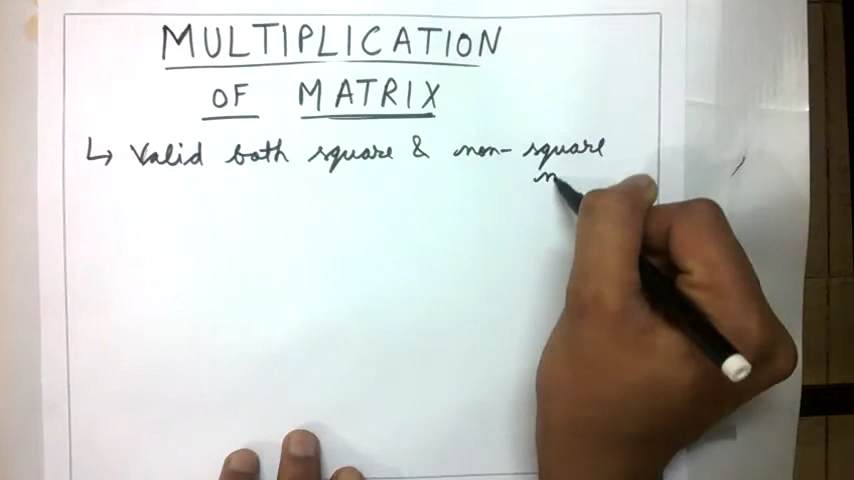 MULTIPLICATION
OF MATRIX
↳ Valid both square & non-square